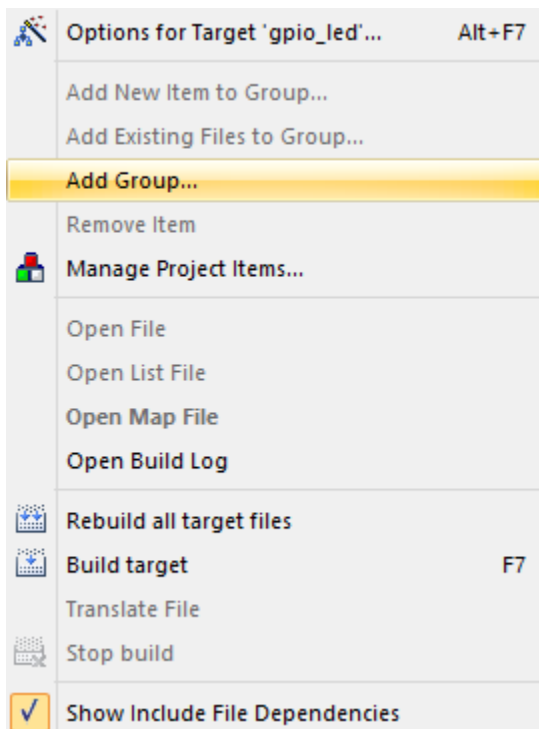 Options for Target 'gpio_led'... Alt+F7
Add New Item to Group...
Add Existing Files to Group...
Add Group...
Remove Item
Manage Project Items...
Open File
Open List File
Open Map File
Open Build Log
Rebuild all target files
Build target F7
Translate File
Stop build
Show Include File Dependencies